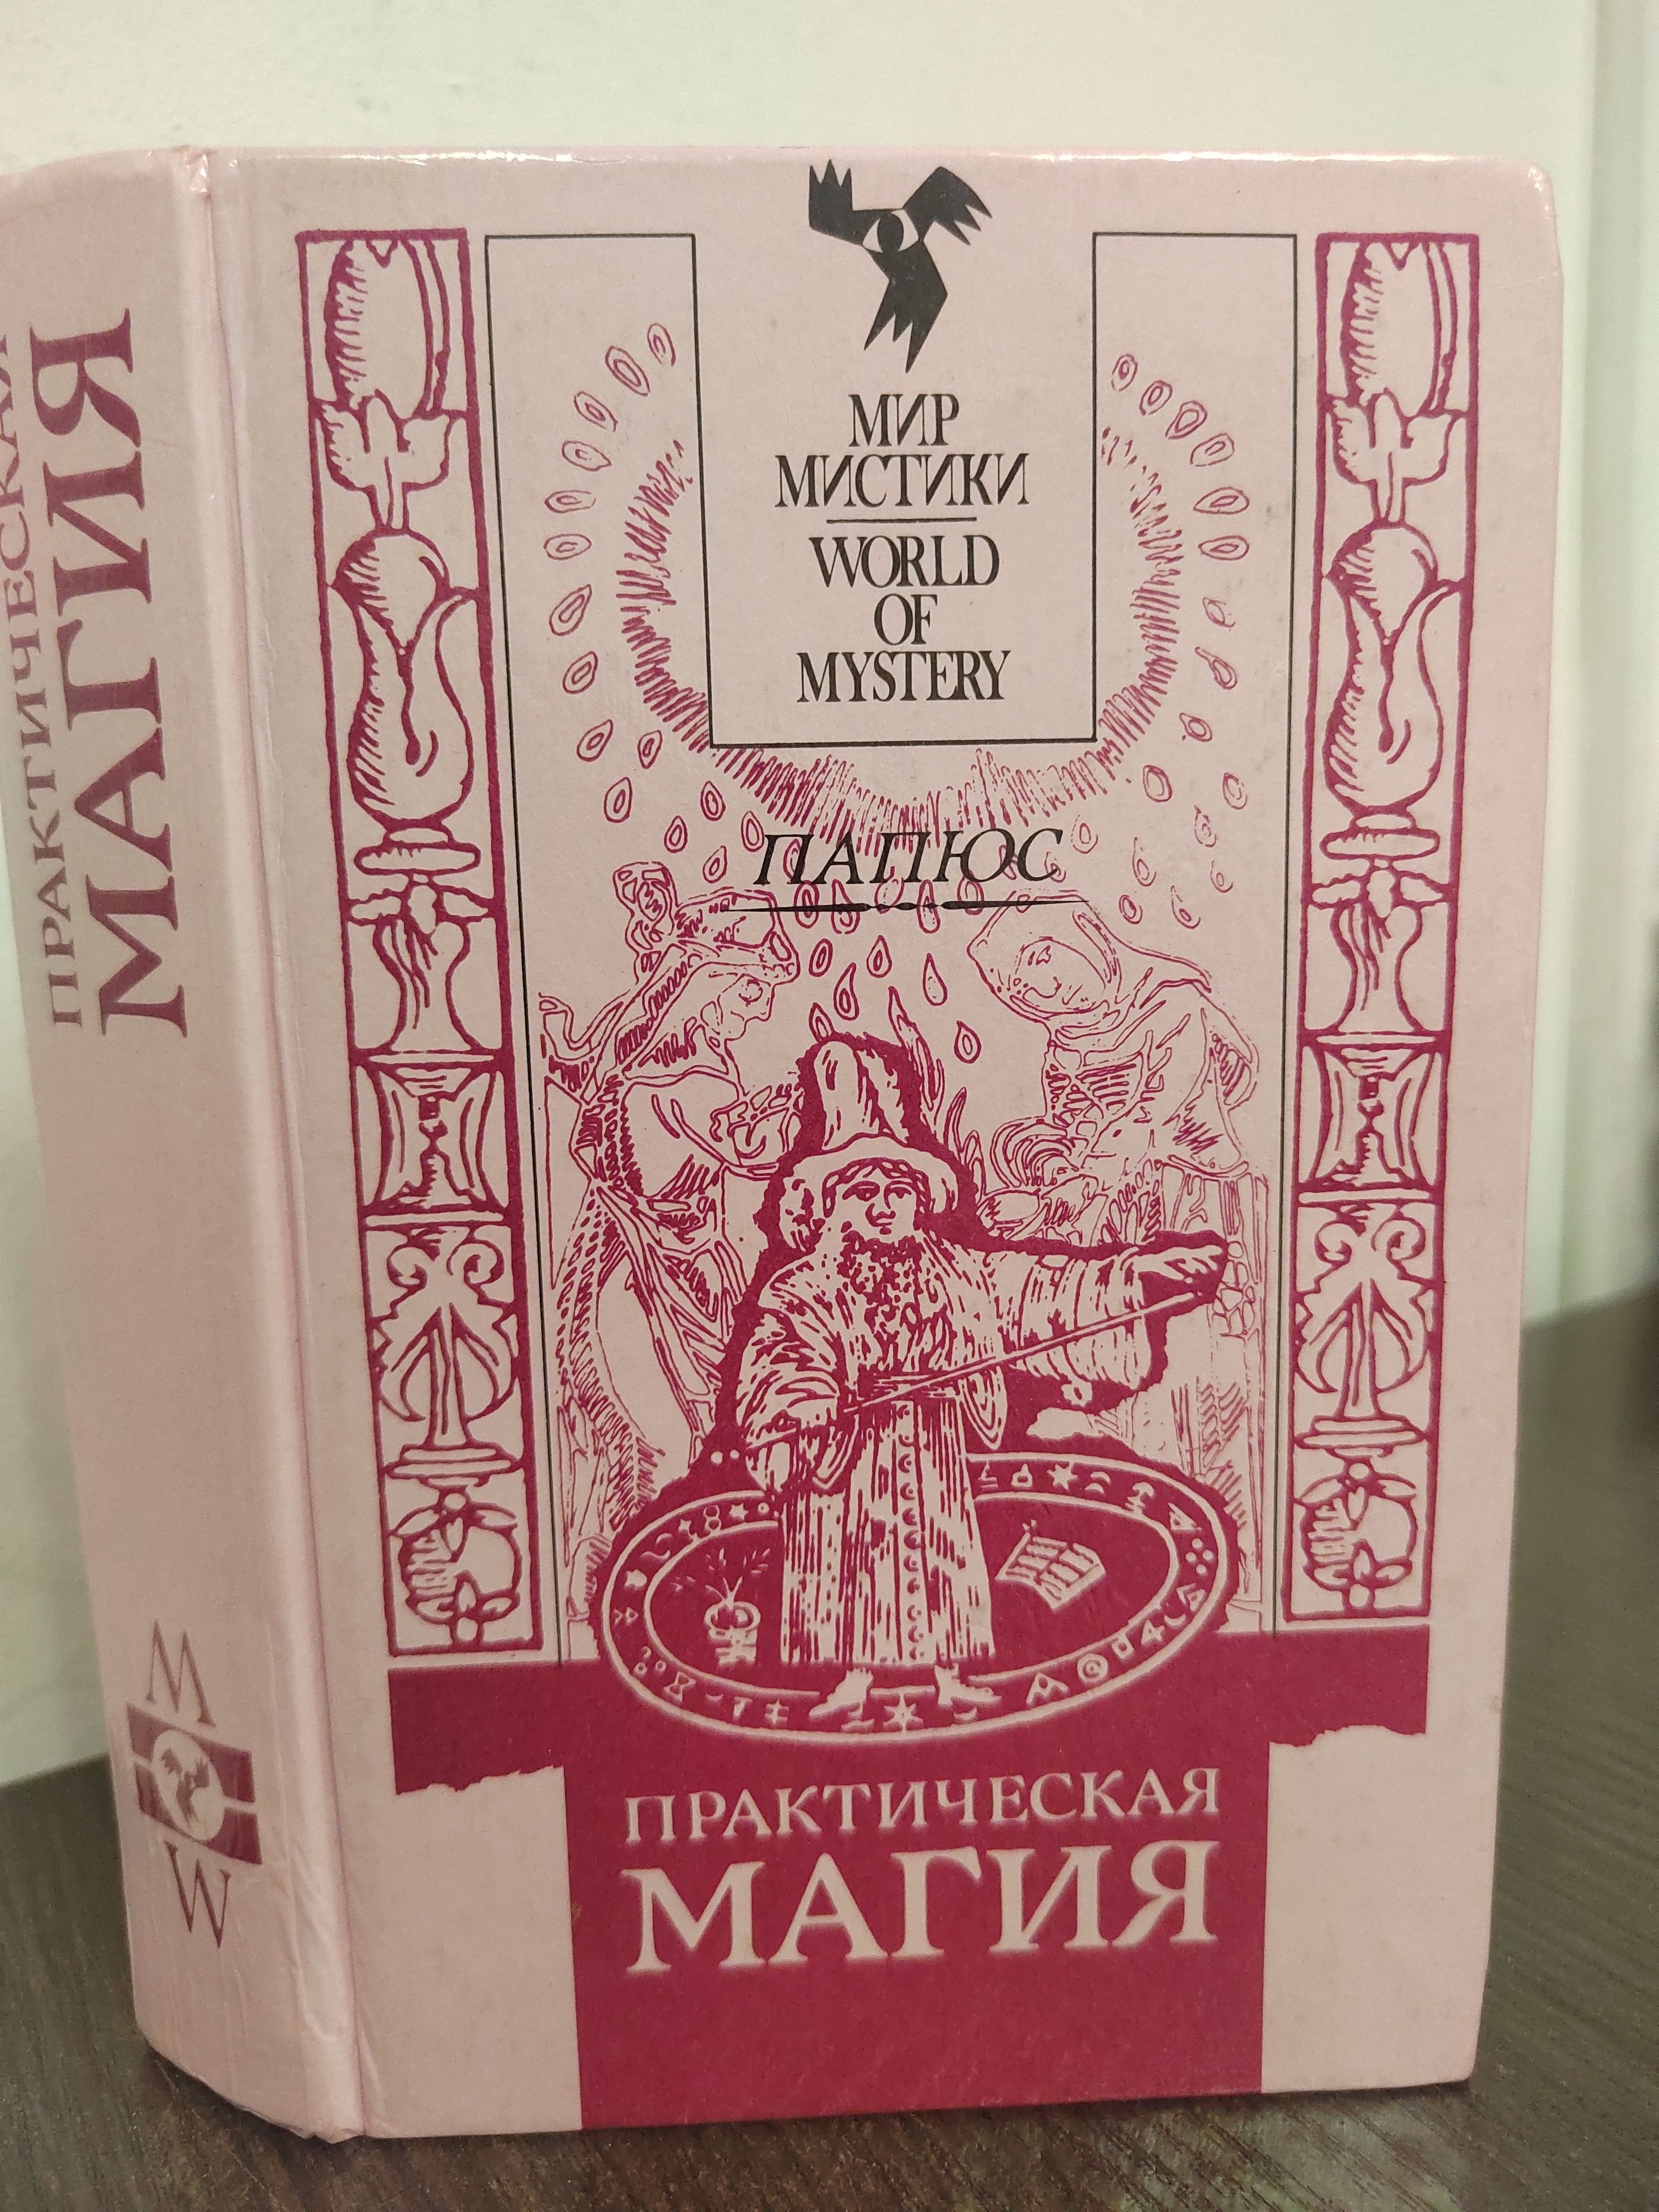 ПРАКТИЧЕСКАЯ
МАГИЯ
M
W
МИР
МИСТИКИ
WORLD
OF
MYSTERY
ПАПЮС
ПРАКТИЧЕСКАЯ
МАГИЯ